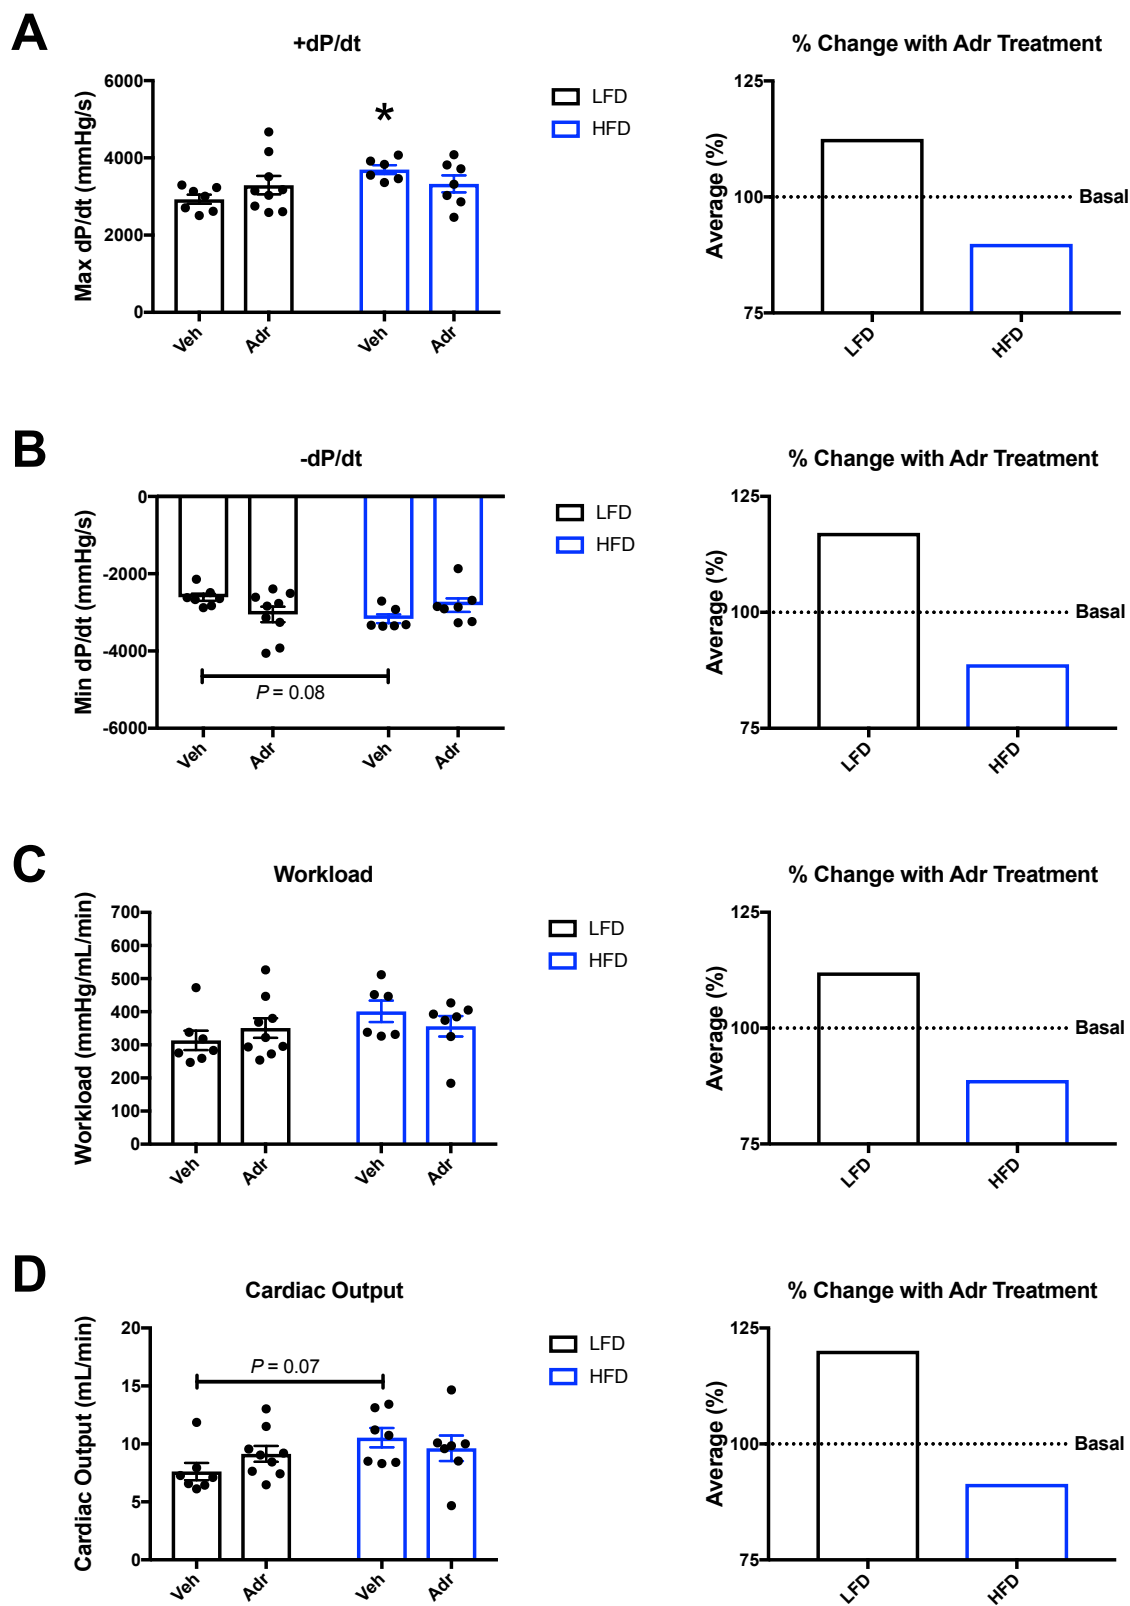 A
+dP/dt
% Change with Adr Treatment
Max dP/dt (mmHg/s)
6000
4000
2000
0
*
Veh
Adr
Veh
Adr
LFD
HFD
Average (%)
125
100
75
Basal
LFD
HFD
B
-dP/dt
% Change with Adr Treatment
Min dP/dt (mmHg/s)
0
-2000
-4000
-6000
P = 0.08
Veh
Adr
Veh
Adr
LFD
HFD
Average (%)
125
100
75
Basal
LFD
HFD
C
Workload
% Change with Adr Treatment
Workload (mmHg/mL/min)
700
600
500
400
300
200
100
0
Veh
Adr
Veh
Adr
LFD
HFD
Average (%)
125
100
75
Basal
LFD
HFD
D
Cardiac Output
% Change with Adr Treatment
Cardiac Output (mL/min)
20
15
10
5
0
P = 0.07
Veh
Adr
Veh
Adr
LFD
HFD
Average (%)
125
100
75
Basal
LFD
HFD